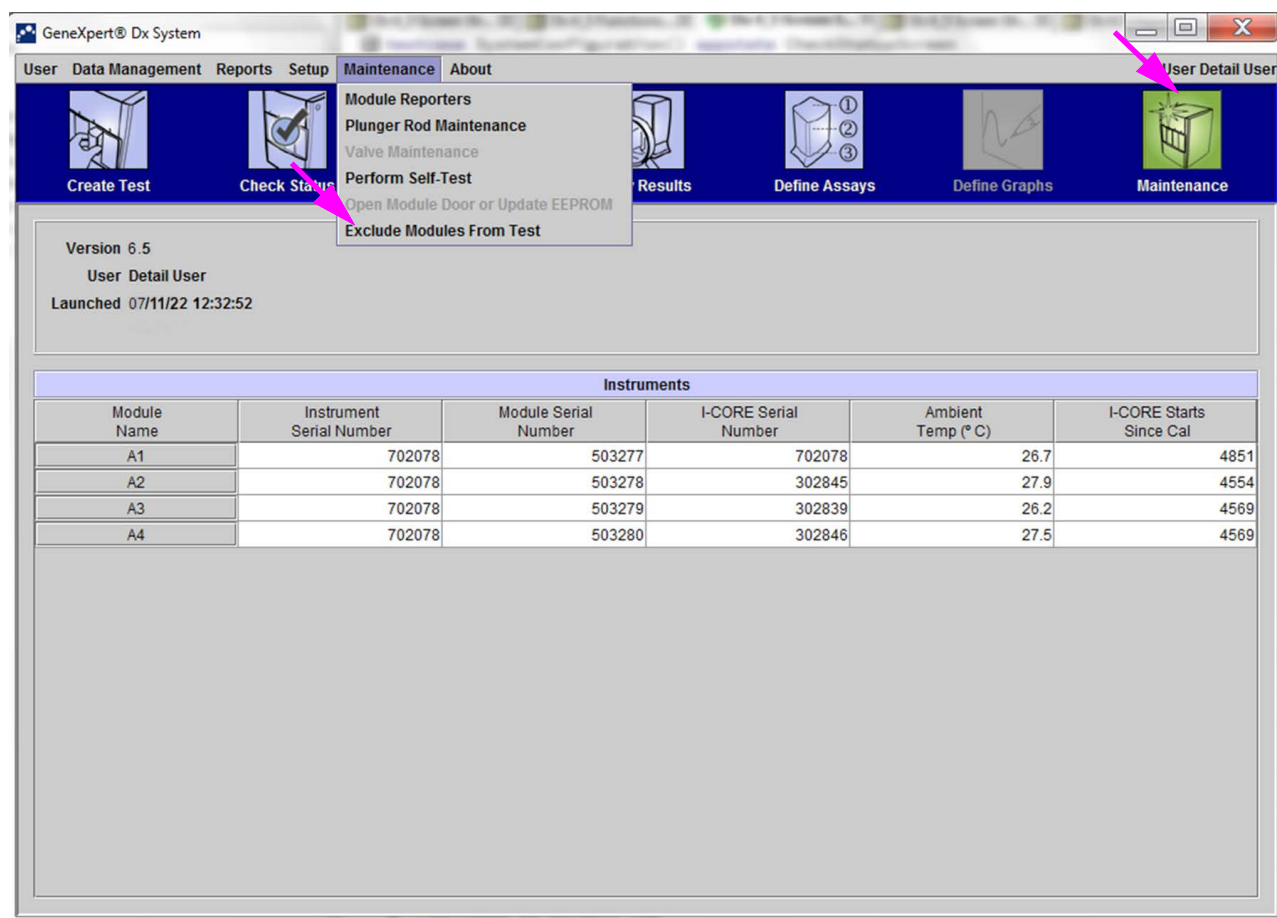 GeneXpert® Dx System
User Data Management Reports Setup Maintenance About User Detail User
Module Reporters
Plunger Rod Maintenance
Valve Maintenance
Perform Self-Test
Open Module Door or Update EEPROM
Exclude Modules From Test
Create Test Check Status Results Define Assays Define Graphs Maintenance
Version 6.5
User Detail User
Launched 07/11/22 12:32:52
Instruments
Module Name Instrument Serial Number Module Serial Number I-CORE Serial Number Ambient Temp (° C) I-CORE Starts Since Cal
A1 702078 503277 702078 26.7 4851
A2 702078 503278 302845 27.9 4554
A3 702078 503279 302839 26.2 4569
A4 702078 503280 302846 27.5 4569